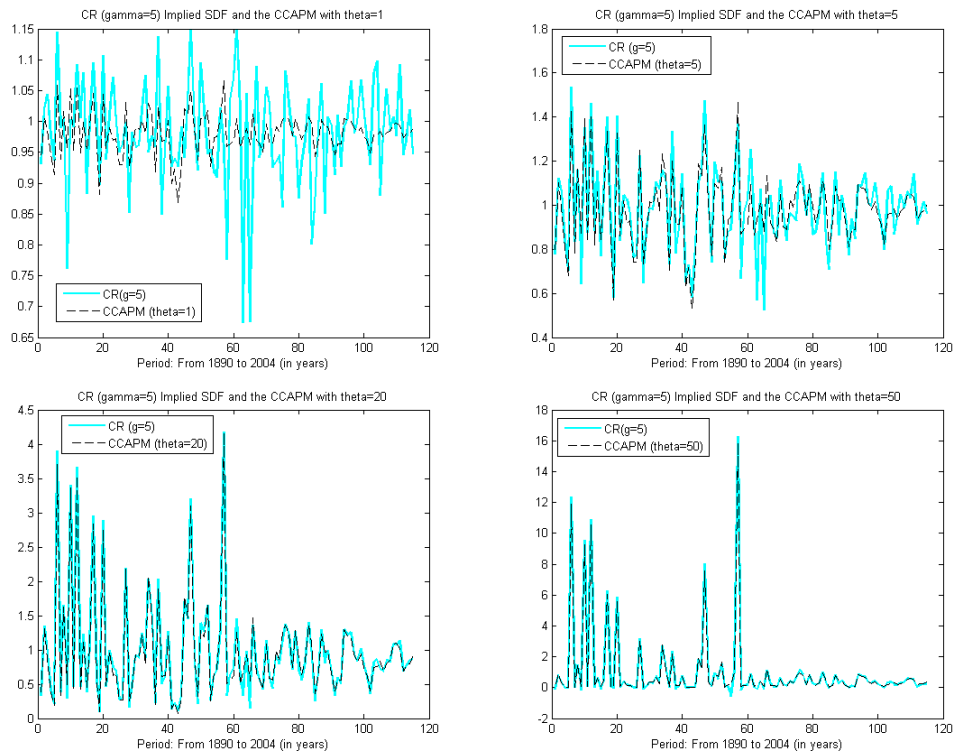 CR (gamma=5) Implied SDF and the CCAPM with theta=1
1.15
1.1
1.05
1
0.95
0.9
0.85
0.8
0.75
0.7
0.65
CR(g=5)
CCAPM (theta=1)
0 20 40 60 80 100 120
Period: From 1890 to 2004 (in years)
CR (gamma=5) Implied SDF and the CCAPM with theta=5
1.8
1.6
1.4
1.2
1
0.8
0.6
0.4
CR (g=5)
CCAPM (theta=5)
0 20 40 60 80 100 120
Period: From 1890 to 2004 (in years)
CR (gamma=5) Implied SDF and the CCAPM with theta=20
4.5
4
3.5
3
2.5
2
1.5
1
0.5
0
CR (g=5)
CCAPM (theta=20)
0 20 40 60 80 100 120
Period: From 1890 to 2004 (in years)
CR (gamma=5) Implied SDF and the CCAPM with theta=50
18
16
14
12
10
8
6
4
2
0
-2
CR(g=5)
CCAPM (theta=50)
0 20 40 60 80 100 120
Period: From 1890 to 2004 (in years)